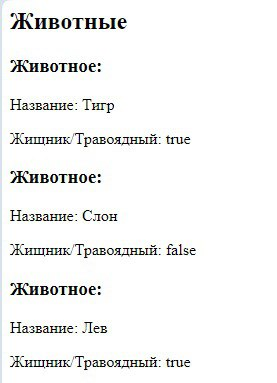 Животные
Животное:
Название: Тигр
Жищник/Травоядный: true
Животное:
Название: Слон
Жищник/Травоядный: false
Животное:
Название: Лев
Жищник/Травоядный: true